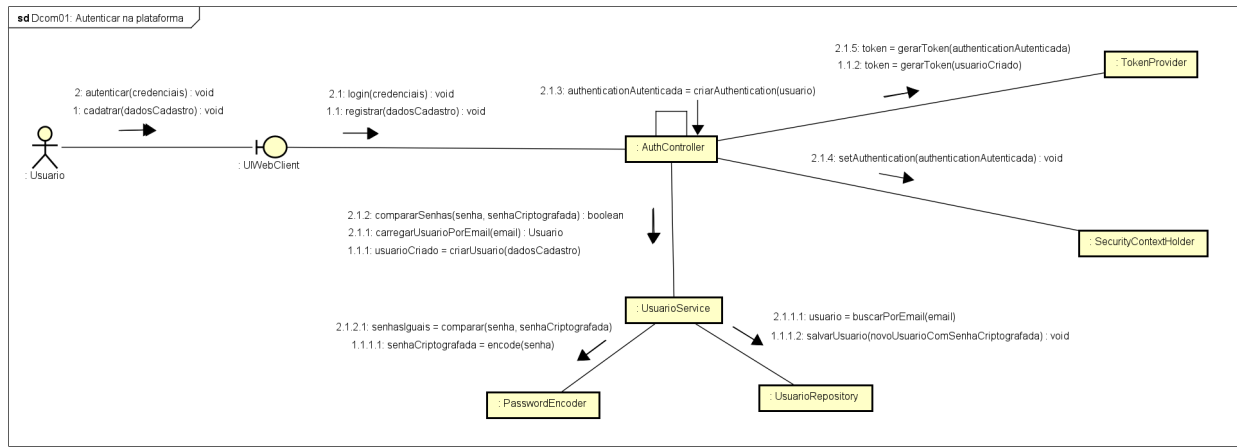 sd Dcom01: Autenticar na plataforma
2.1.5: token = gerarToken(authenticationAutenticada)
1.1.2: token = gerarToken(usuarioCriado)
: TokenProvider
2: autenticar(credenciais) : void
1: cadatrar(dadosCadastro) : void
2.1: login(credenciais) : void
1.1: registrar(dadosCadastro) : void
2.1.3: authenticationAutenticada = criarAuthentication(usuario)
: Usuario
: UIWebClient
: AuthController
2.1.4: setAuthentication(authenticationAutenticada) : void
2.1.2: compararSenhas(senha, senhaCriptografada) : boolean
2.1.1: carregarUsuarioPorEmail(email) : Usuario
1.1.1: usuarioCriado = criarUsuario(dadosCadastro)
: SecurityContextHolder
: UsuarioService
2.1.2.1: senhasIguais = comparar(senha, senhaCriptografada)
1.1.1.1: senhaCriptografada = encode(senha)
2.1.1.1: usuario = buscarPorEmail(email)
1.1.1.2: salvarUsuario(novoUsuarioComSenhaCriptografada) : void
: PasswordEncoder
: UsuarioRepository